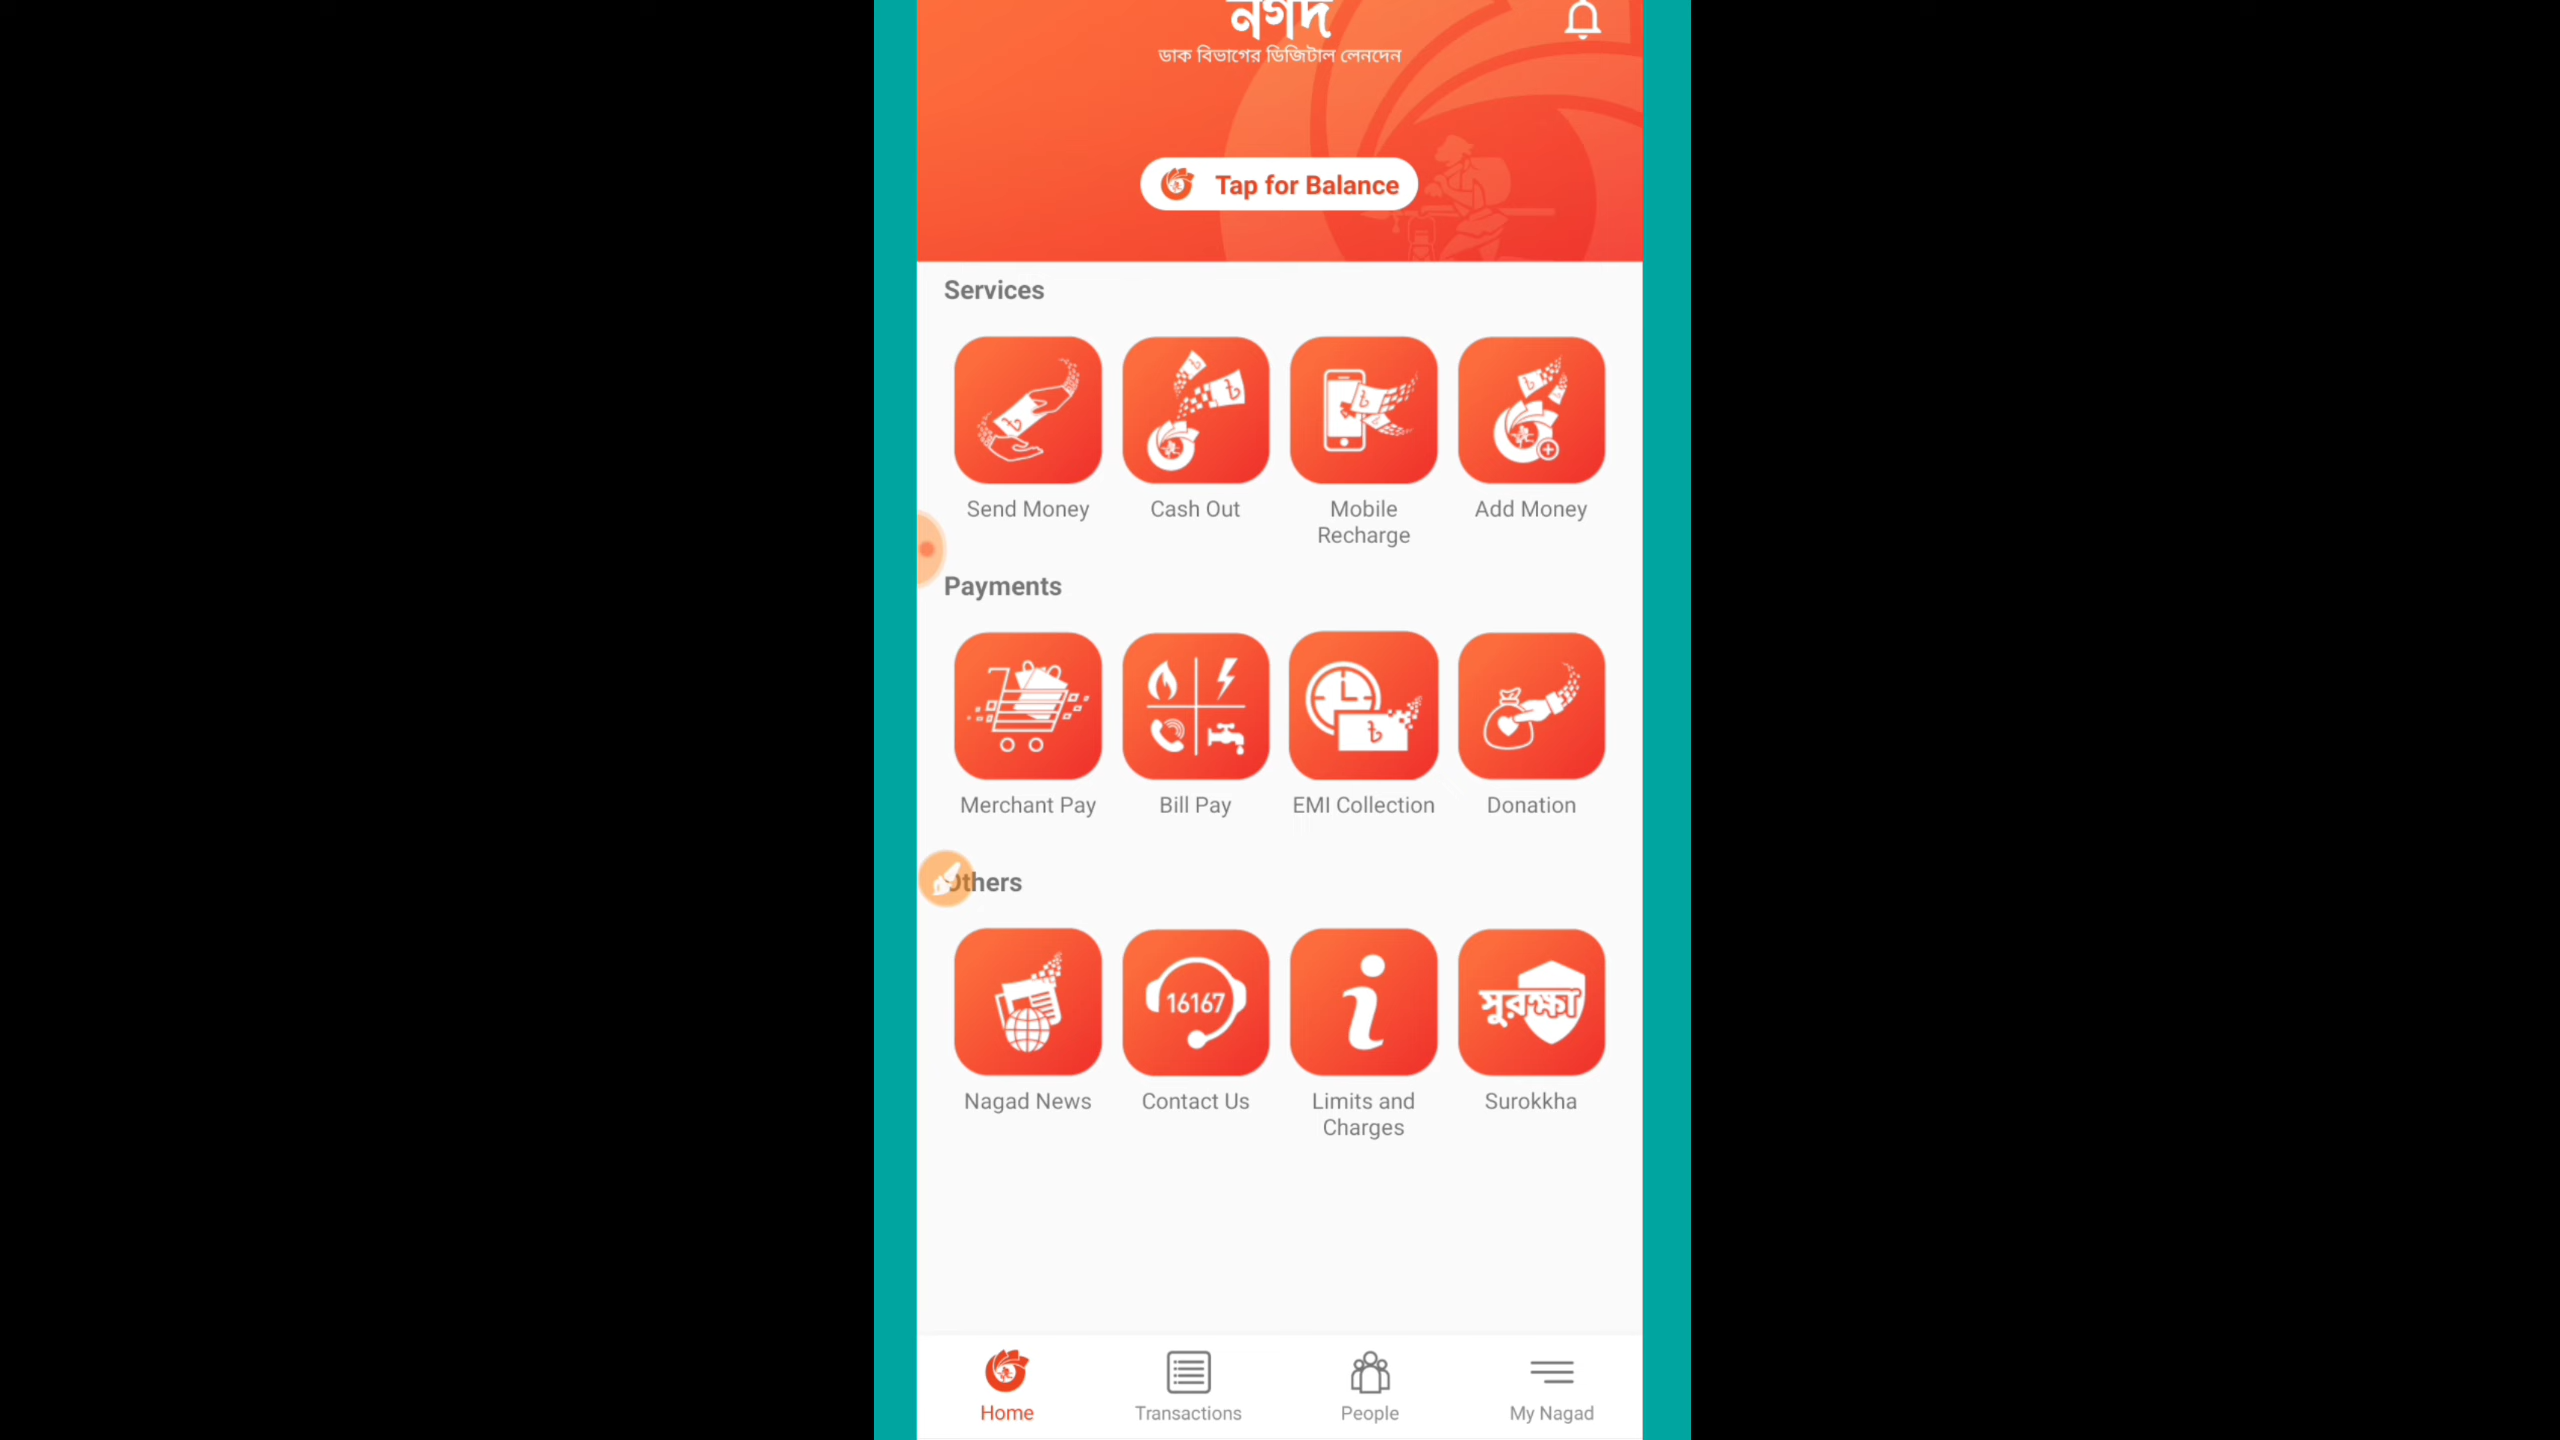 নগদ
ডাক বিভাগের ডিজিটাল লেনদেন
Tap for Balance
Services
Send Money
Cash Out
Mobile
Recharge
Add Money
Payments
Merchant Pay
Bill Pay
EMI Collection
Donation
Others
16167
সুরক্ষা
Nagad News
Contact Us
Limits and
Charges
Surokkha
Home
Transactions
People
My Nagad